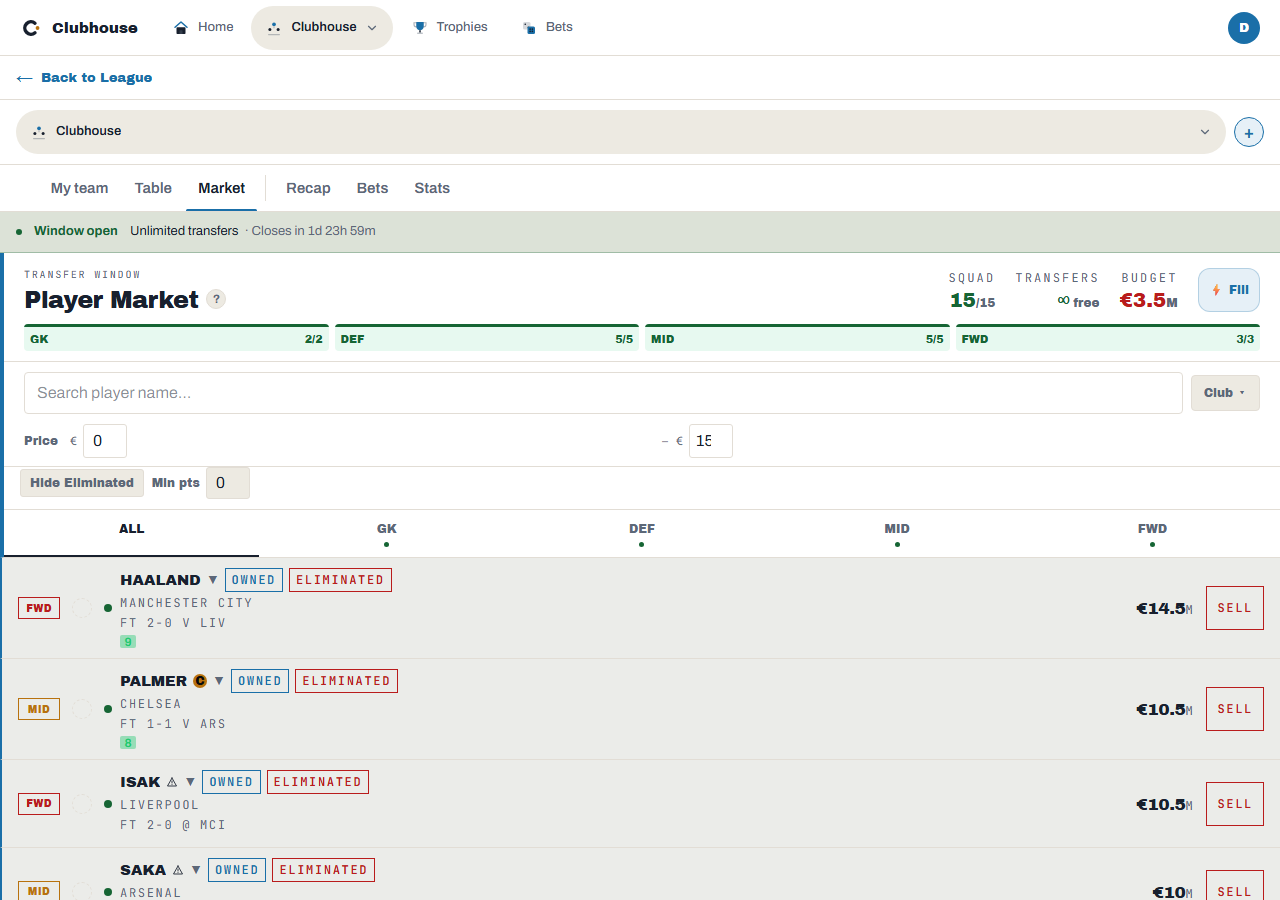 Clubhouse Home Clubhouse Trophies Bets D
← Back to League
Clubhouse +
My team Table Market Recap Bets Stats
Window open Unlimited transfers · Closes in 1d 23h 59m
TRANSFER WINDOW
Player Market ?
SQUAD TRANSFERS BUDGET
15/15 ∞ free €3.5M Fill
GK 2/2 DEF 5/5 MID 5/5 FWD 3/3
Search player name... Club
Price € 0 – € 15
Hide Eliminated Min pts 0
ALL GK DEF MID FWD
HAALAND ▼ OWNED ELIMINATED
FWD MANCHESTER CITY €14.5M SELL
FT 2-0 V LIV
9
PALMER C ▼ OWNED ELIMINATED
MID CHELSEA €10.5M SELL
FT 1-1 V ARS
8
ISAK ⚠ ▼ OWNED ELIMINATED
FWD LIVERPOOL €10.5M SELL
FT 2-0 @ MCI
SAKA ⚠ ▼ OWNED ELIMINATED
MID ARSENAL €10M SELL